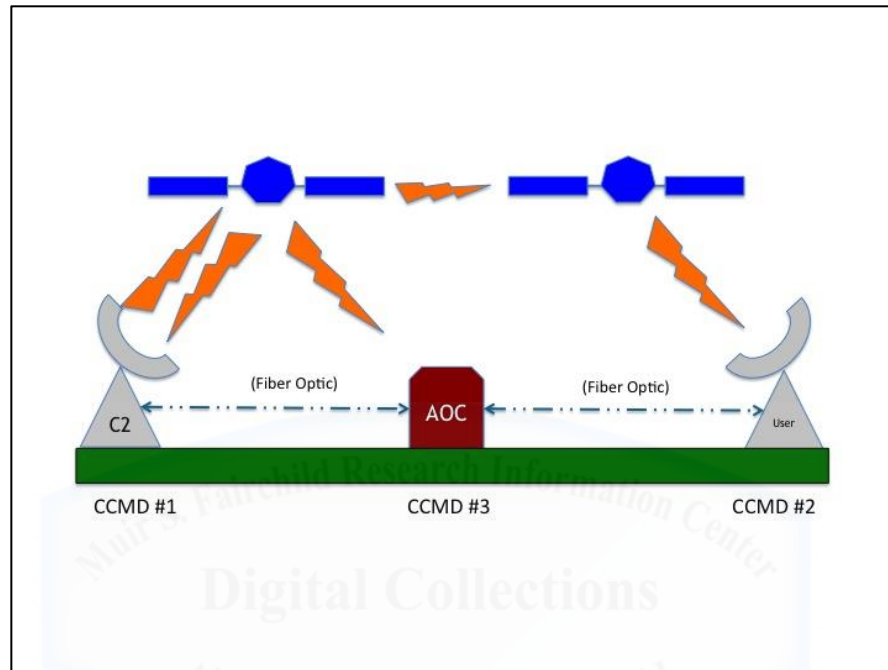 (Fiber Optic)
(Fiber Optic)
C2
AOC
User
CCMD #1
CCMD #3
CCMD #2
Muir S. Fairchild Research Information Center
Digital Collections